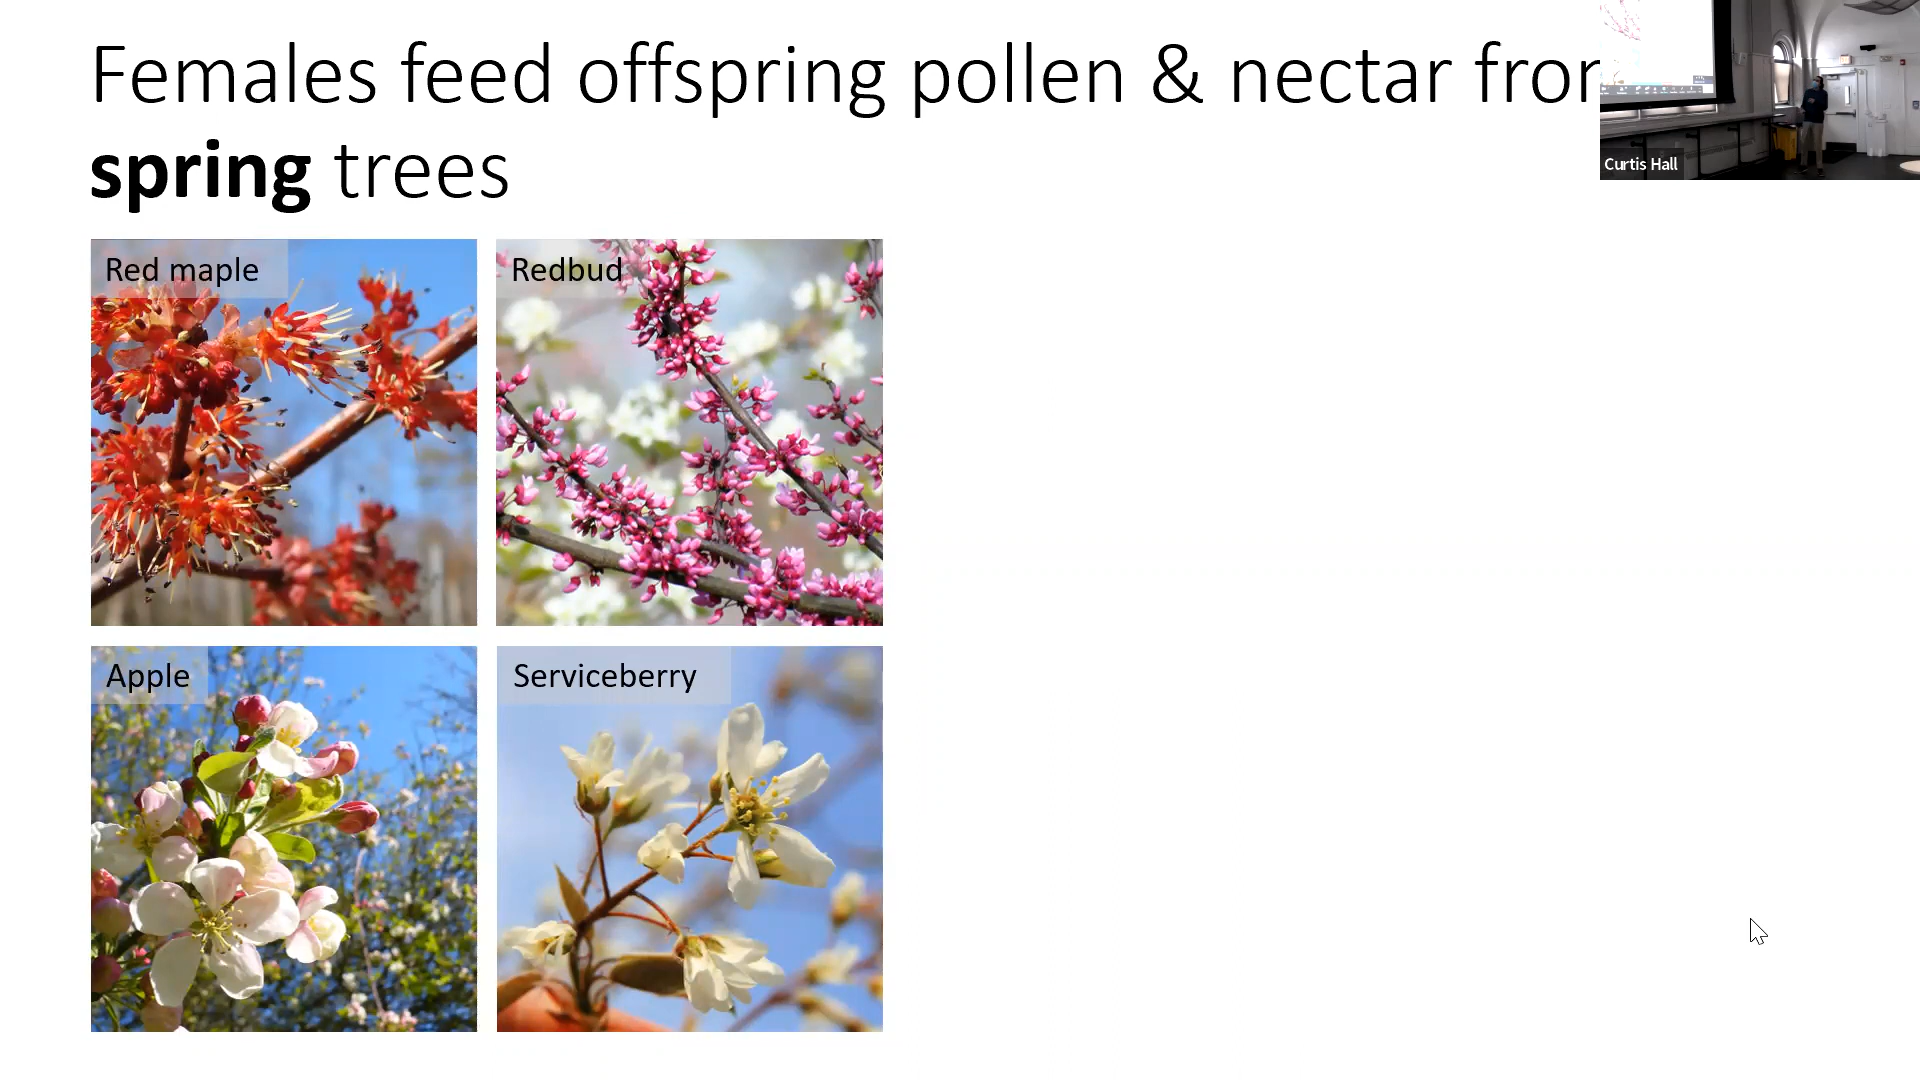 Females feed offspring pollen & nectar from
spring trees
Curtis Hall
Red maple
Redbud
Apple
Serviceberry